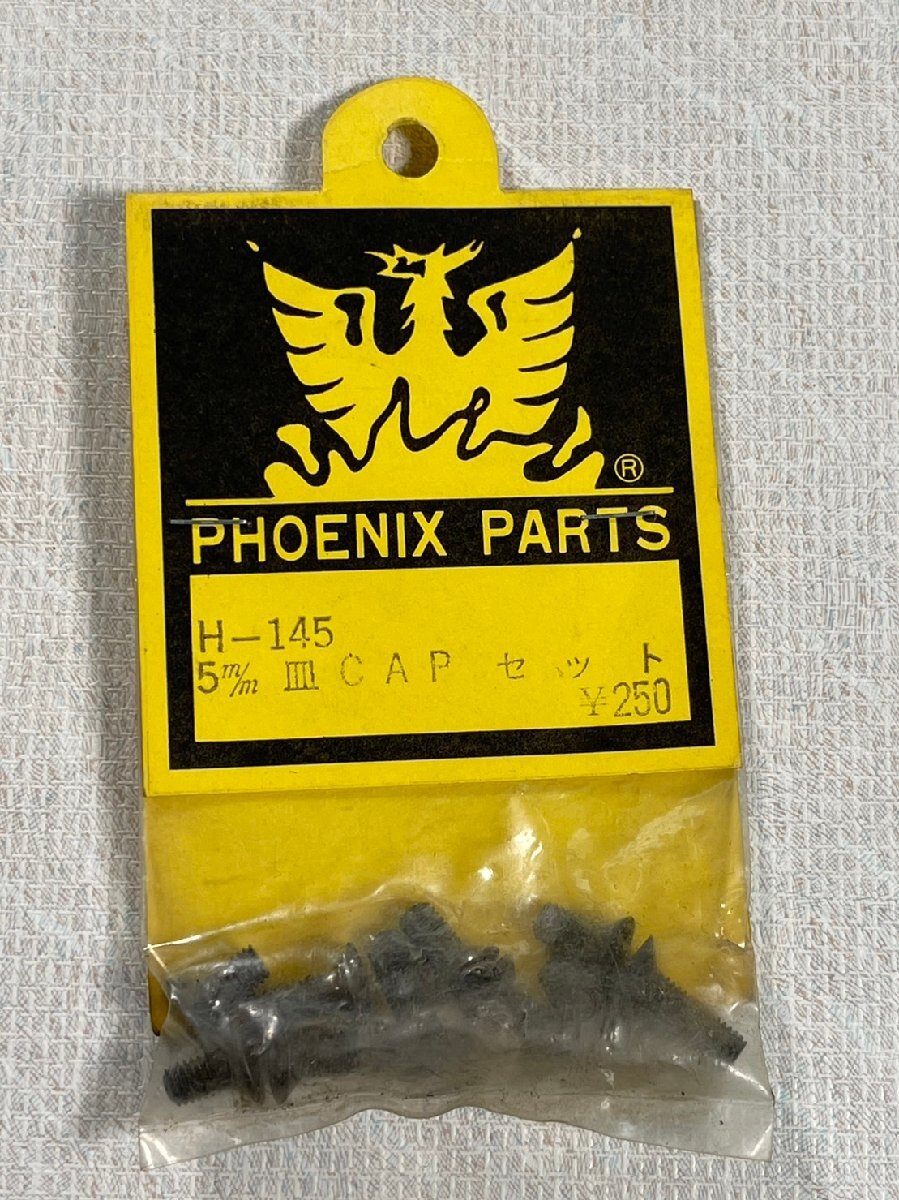 ®
PHOENIX PARTS
H-145
5m/m 皿CAP セット
¥250